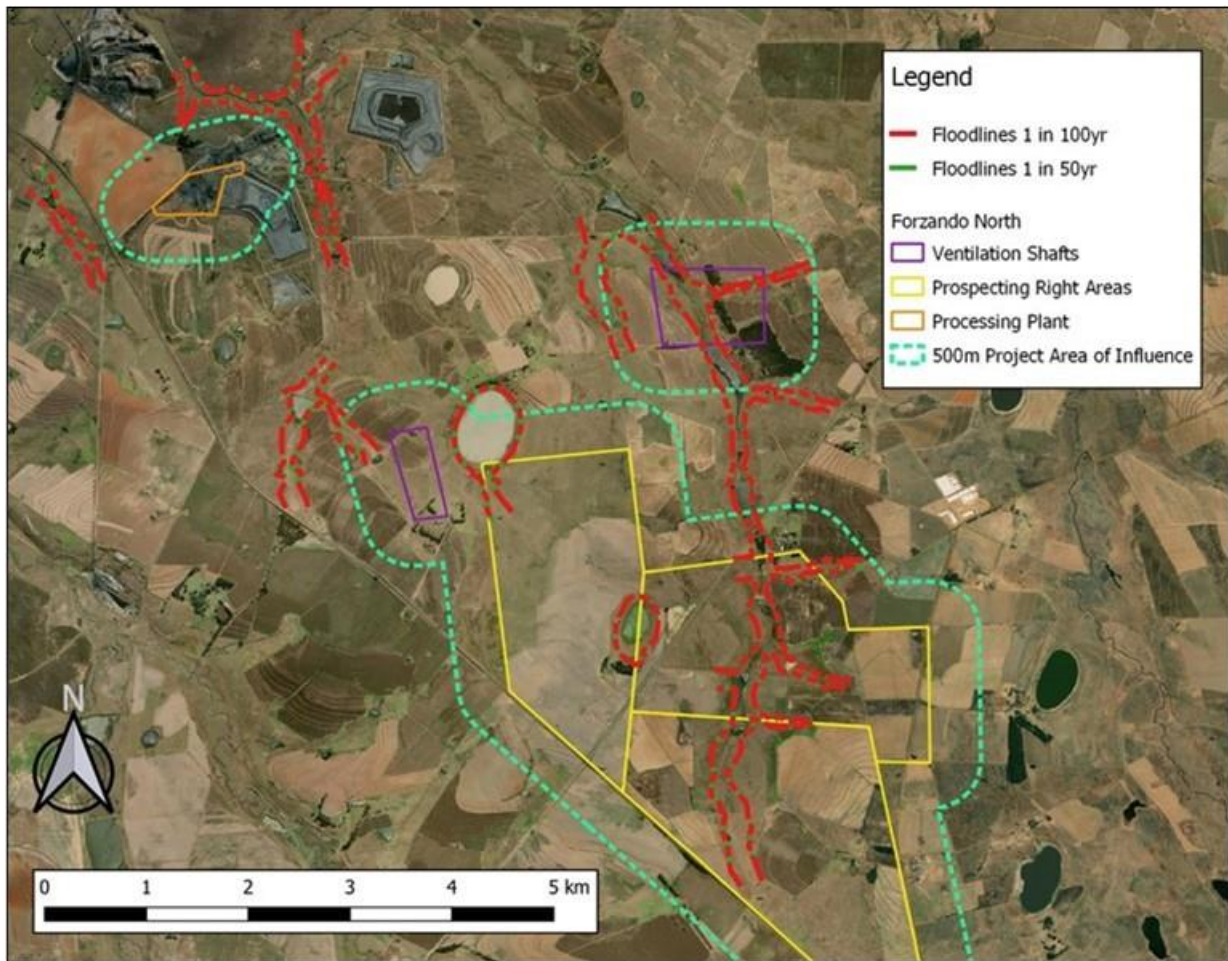 Legend
Floodlines 1 in 100yr
Floodlines 1 in 50yr
Forzando North
Ventilation Shafts
Prospecting Right Areas
Processing Plant
500m Project Area of Influence
N
0 1 2 3 4 5 km